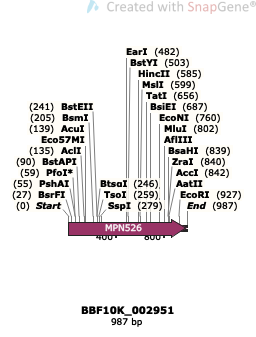 Created with SnapGene®
EarI (482)
BstYI (503)
HincII (585)
MslI (599)
TatI (656)
(241) BstEII BsiEI (687)
(205) BsmI EcoNI (760)
(139) AcuI MluI (802)
Eco57MI AflIII
(135) AclI BsaHI (839)
(90) BstAPI ZraI (840)
(59) PfoI* AccI (842)
(55) PshAI BtsαI (246) AatII
(27) BsrFI TsoI (259) EcoRI (927)
(0) Start SspI (279) End (987)
MPN526
400 800
BBF10K_002951
987 bp